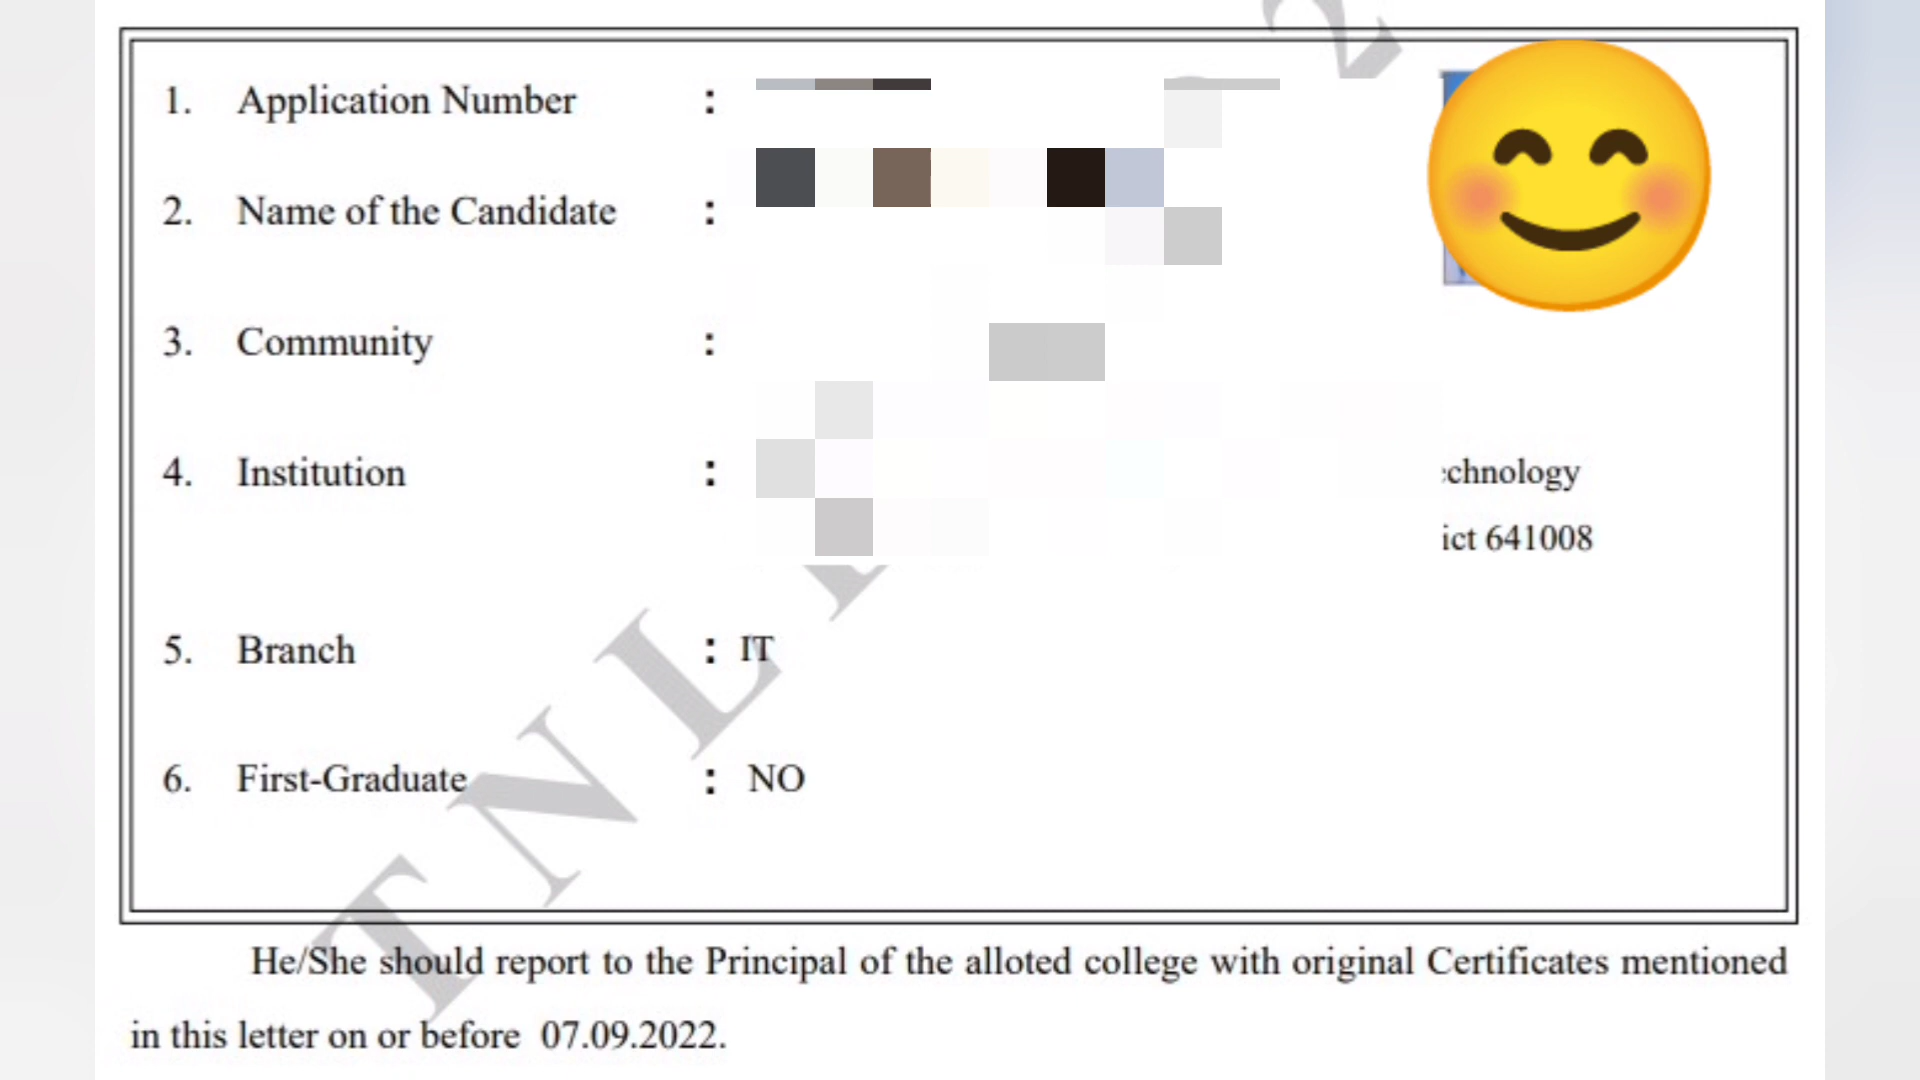 1. Application Number :
2. Name of the Candidate :
3. Community :
4. Institution : chnology
ict 641008
5. Branch : IT
6. First-Graduate : NO
He/She should report to the Principal of the alloted college with original Certificates mentioned
in this letter on or before 07.09.2022.
TNL
2